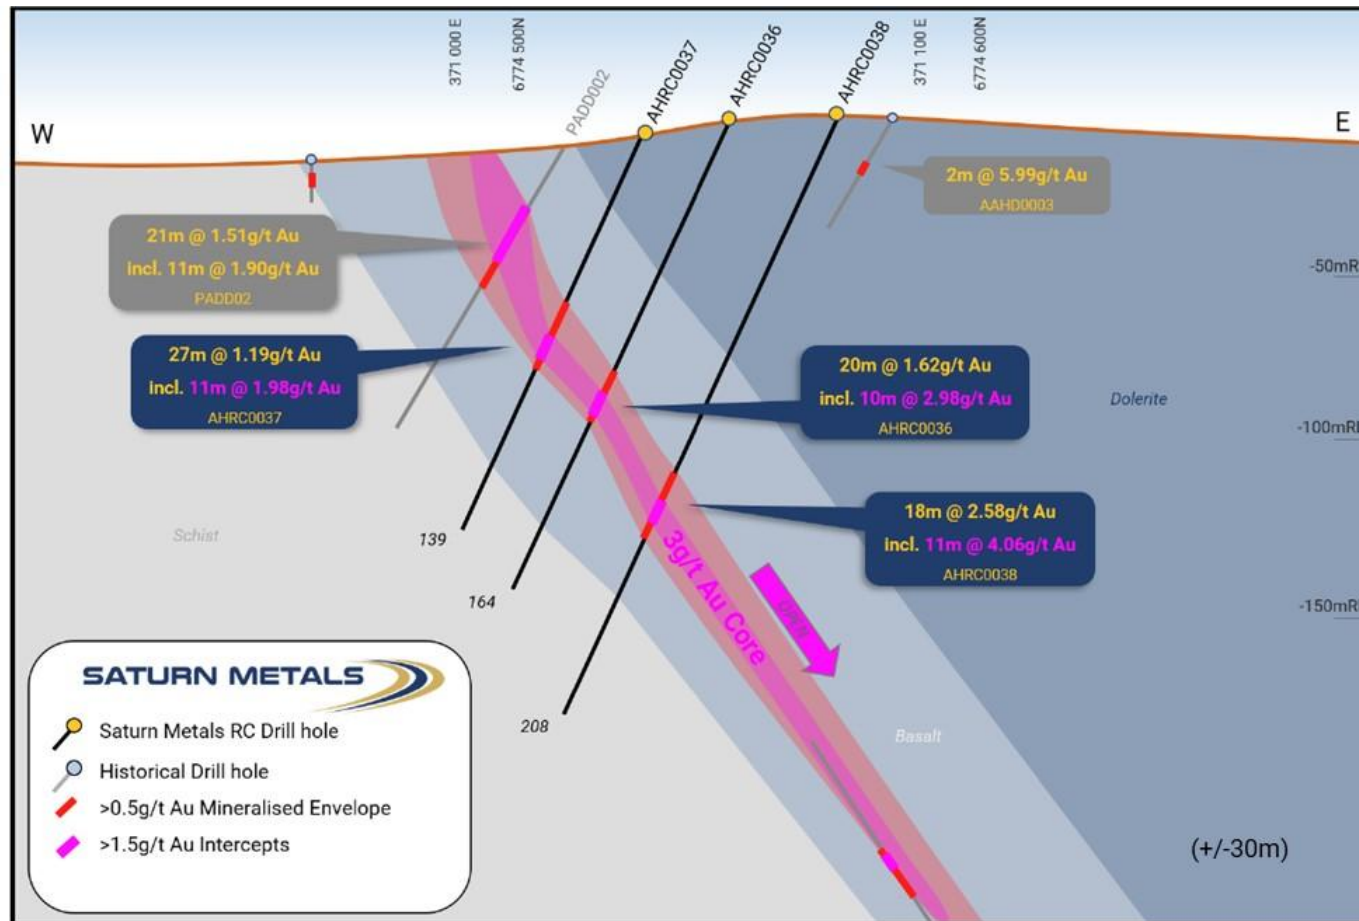 371 000 E
6774 500N
PADD002
AHRC0037
AHRC0036
AHRC0038
371 100 E
6774 600N
W
E
2m @ 5.99g/t Au
AAHD0003
21m @ 1.51g/t Au
incl. 11m @ 1.90g/t Au
PADD02
-50mR
27m @ 1.19g/t Au
incl. 11m @ 1.98g/t Au
AHRC0037
20m @ 1.62g/t Au
incl. 10m @ 2.98g/t Au
AHRC0036
Dolerite
-100mR
18m @ 2.58g/t Au
incl. 11m @ 4.06g/t Au
AHRC0038
Schist
139
164
208
3g/t Au Core
OPEN
-150mR
Basalt
(+/-30m)
SATURN METALS
Saturn Metals RC Drill hole
Historical Drill hole
>0.5g/t Au Mineralised Envelope
>1.5g/t Au Intercepts